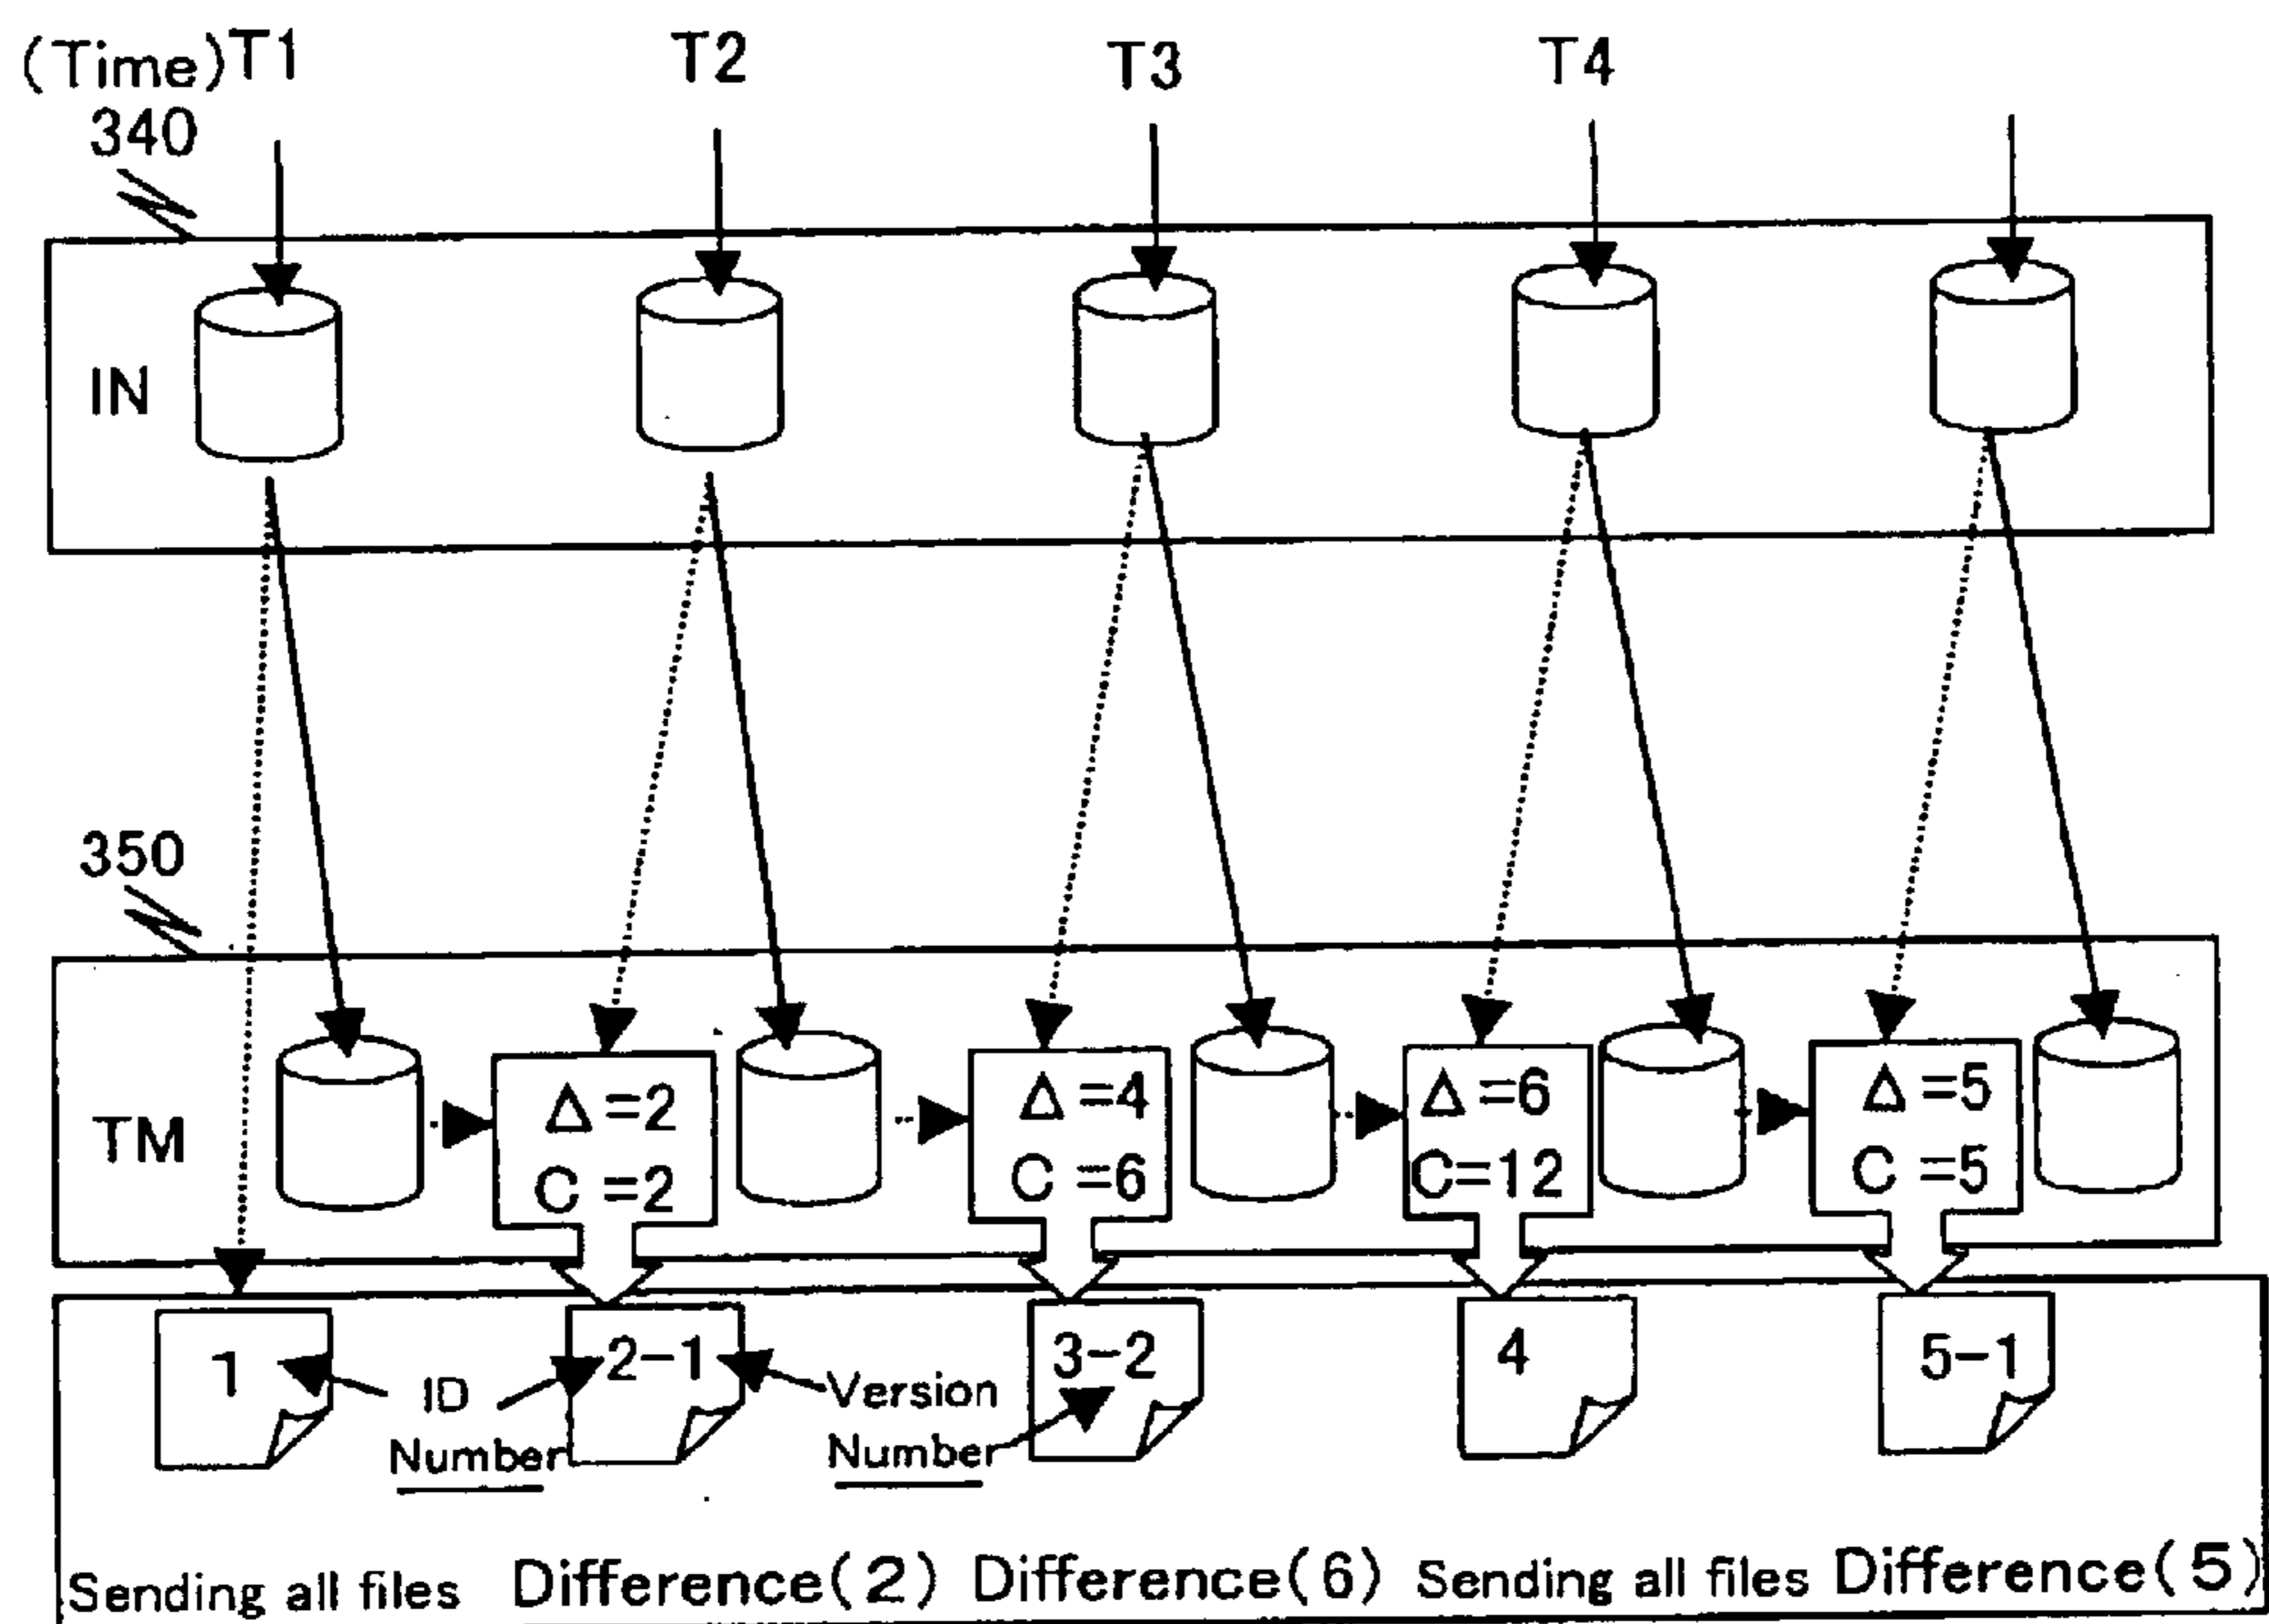 (Time) T1 T2 T3 T4
340
IN
350
TM
Δ=2
C=2
Δ=4
C=6
Δ=6
C=12
Δ=5
C=5
1
2-1
3-2
4
5-1
ID
Number
Version
Number
Sending all files Difference(2) Difference(6) Sending all files Difference(5)